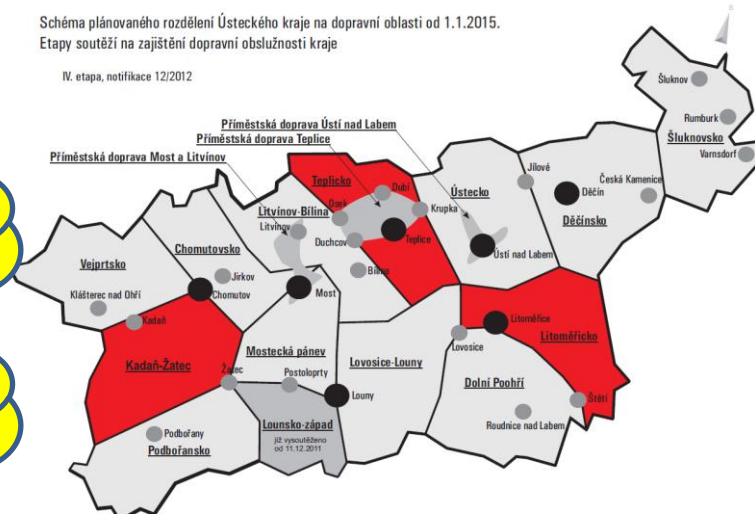 Schéma plánovaného rozdělení Ústeckého kraje na dopravní oblasti od 1.1.2015.
Etapy soutěží na zajištění dopravní obslužnosti kraje
IV. etapa, notifikace 12/2012
Šluknov
Rumburk
Šluknovsko
Varnsdorf
Příměstská doprava Ústí nad Labem
Příměstská doprava Teplice
Příměstská doprava Most a Litvínov
Teplicko
Dubí
Ústecko
Jílové
Děčín
Česká Kamenice
Děčínsko
Litvínov-Bílina
Osek
Krupka
Litvínov
Duchcov
Teplice
Ústí nad Labem
Chomutovsko
Bílina
Vejprtsko
Jirkov
Klášterec nad Ohří
Chomutov
Most
Kadaň
Litoměřice
Litoměřicko
Lovosice
Mostecká pánev
Lovosice-Louny
Kadaň-Žatec
Žatec
Postoloprty
Dolní Poohří
Louny
Štětí
Lounsko-západ
již vysoutěženo
od 11.12.2011
Roudnice nad Labem
Podbořany
Podbořansko